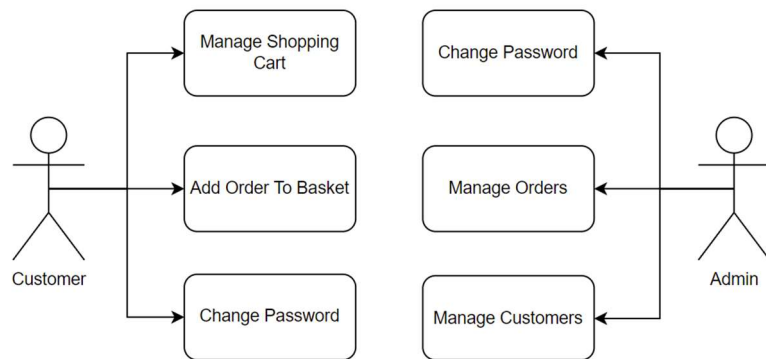 Manage Shopping
Cart
Change Password
Add Order To Basket
Manage Orders
Customer
Admin
Change Password
Manage Customers